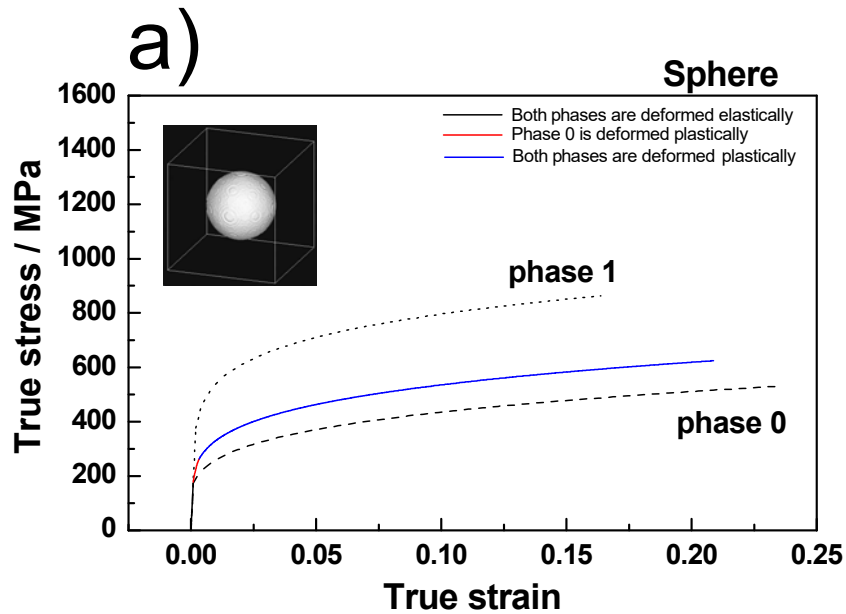 a)
Sphere
Both phases are deformed elastically
Phase 0 is deformed plastically
Both phases are deformed plastically
1600
1400
1200
1000
800
600
400
200
0
True stress / MPa
phase 1
phase 0
0.00
0.05
0.10
0.15
0.20
0.25
True strain